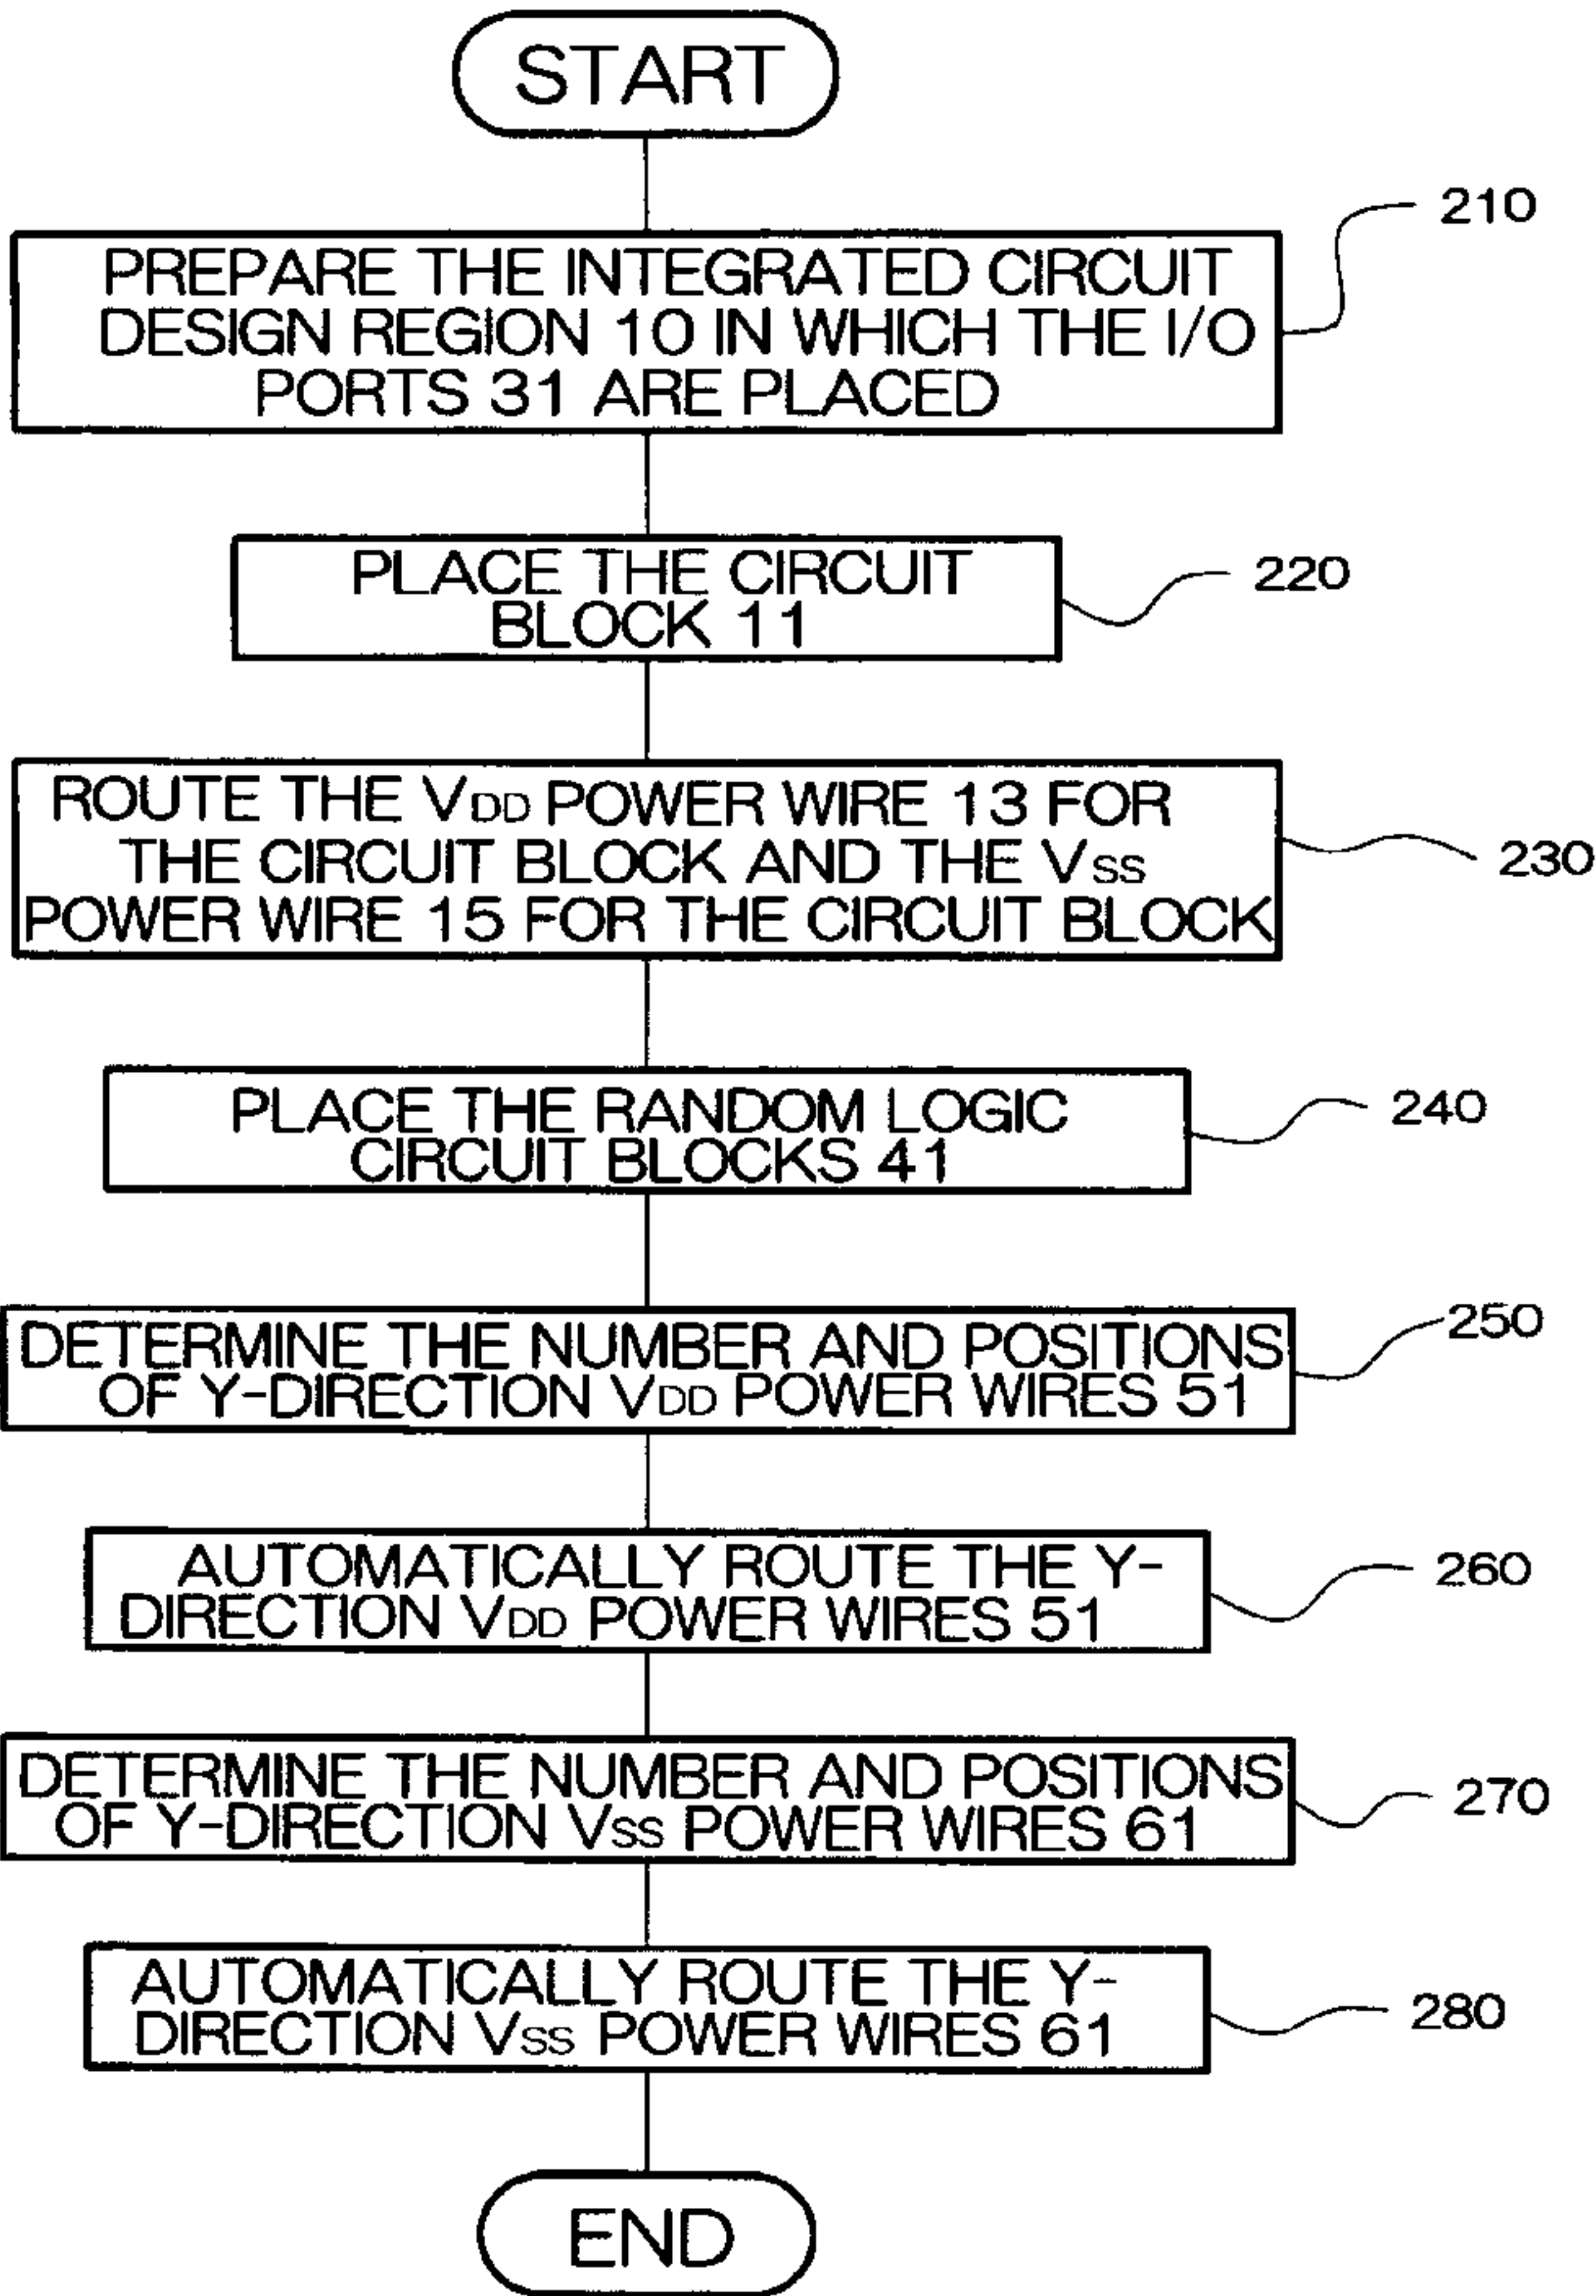 START
210
PREPARE THE INTEGRATED CIRCUIT
DESIGN REGION 10 IN WHICH THE I/O
PORTS 31 ARE PLACED
PLACE THE CIRCUIT
BLOCK 11
220
ROUTE THE VDD POWER WIRE 13 FOR
THE CIRCUIT BLOCK AND THE VSS
POWER WIRE 15 FOR THE CIRCUIT BLOCK
230
PLACE THE RANDOM LOGIC
CIRCUIT BLOCKS 41
240
DETERMINE THE NUMBER AND POSITIONS
OF Y-DIRECTION VDD POWER WIRES 51
250
AUTOMATICALLY ROUTE THE Y-
DIRECTION VDD POWER WIRES 51
260
DETERMINE THE NUMBER AND POSITIONS
OF Y-DIRECTION VSS POWER WIRES 61
270
AUTOMATICALLY ROUTE THE Y-
DIRECTION VSS POWER WIRES 61
280
END